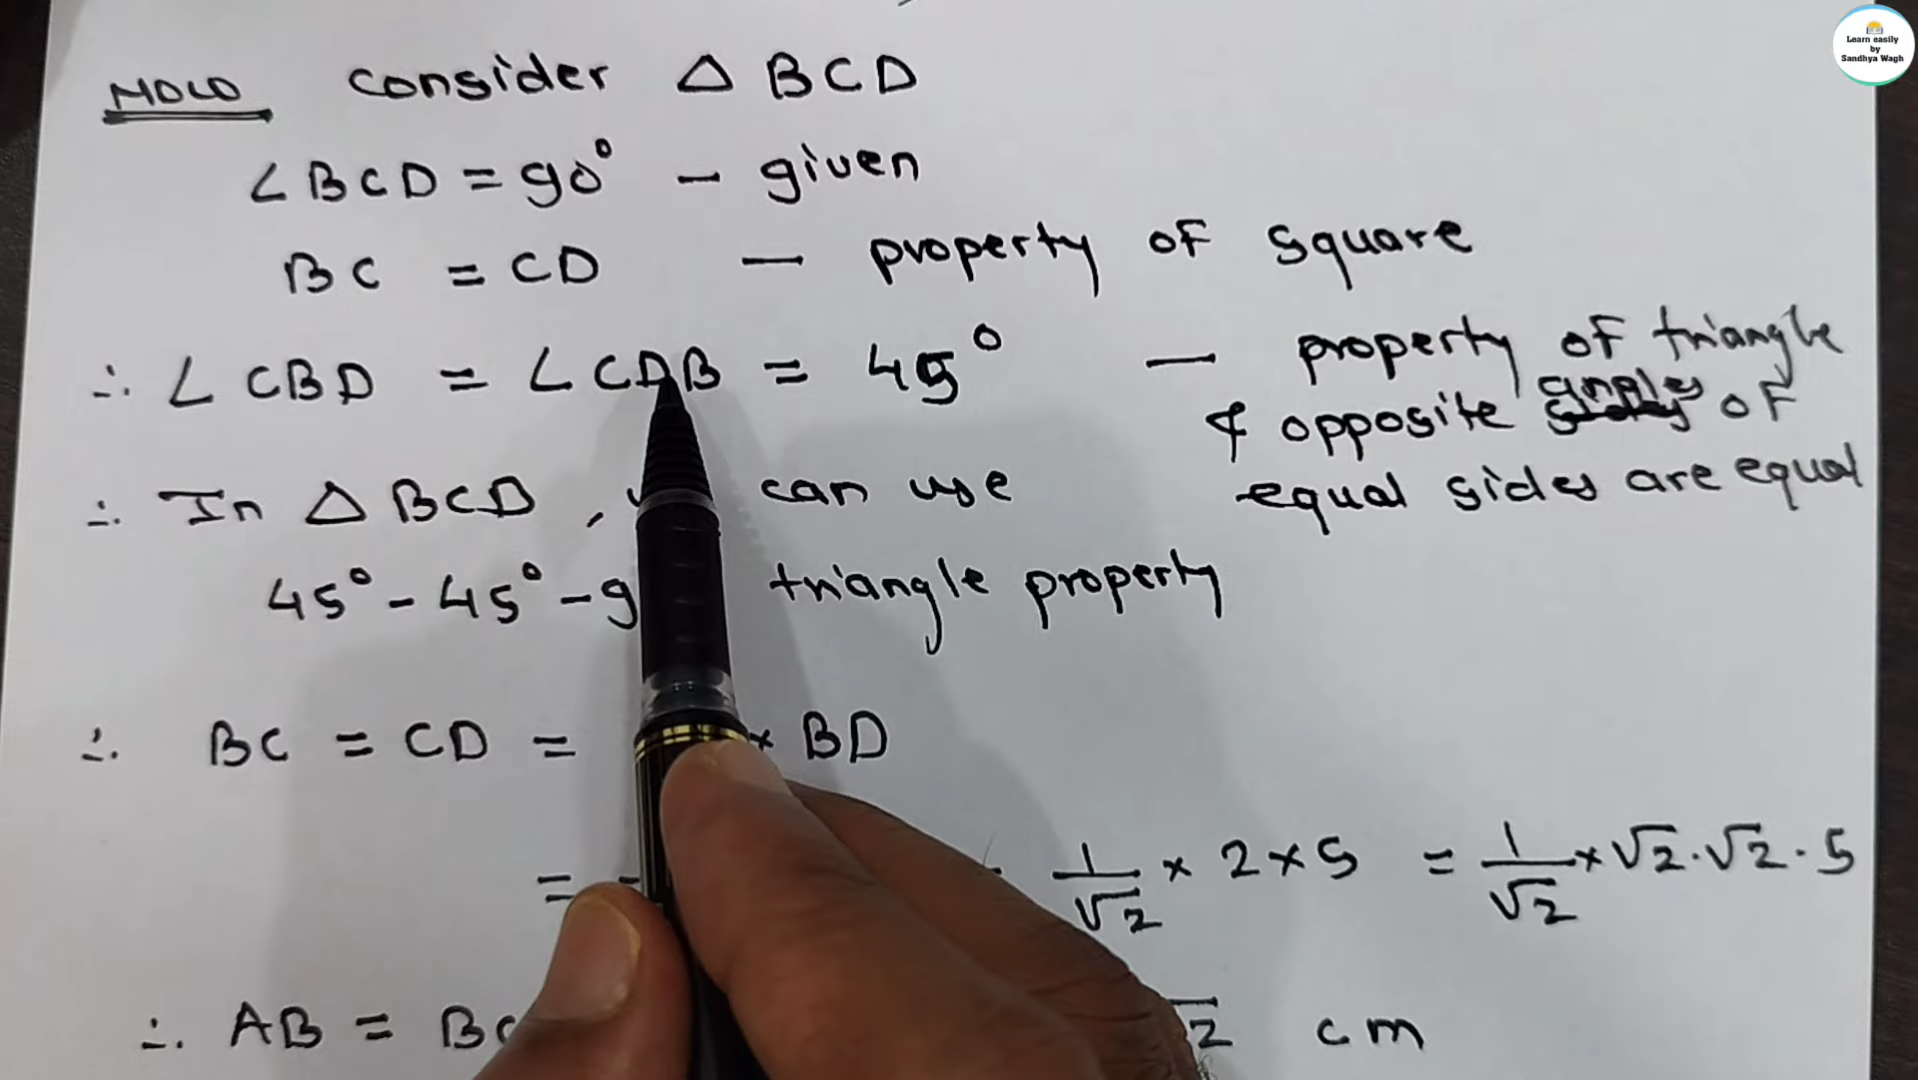 Learn easily
by
Sandhya Wagh
Now consider △ BCD
∠BCD = 90° - given
BC = CD - property of square
∴ ∠CBD = ∠CDB = 45° - property of triangle
& opposite angles of
equal sides are equal
∴ In △ BCD, can use
45° - 45° - 9 triangle property
∴ BC = CD = × BD
= = 1/√2 × 2×5 = 1/√2 × √2.√2.5
∴ AB = BC √2 cm